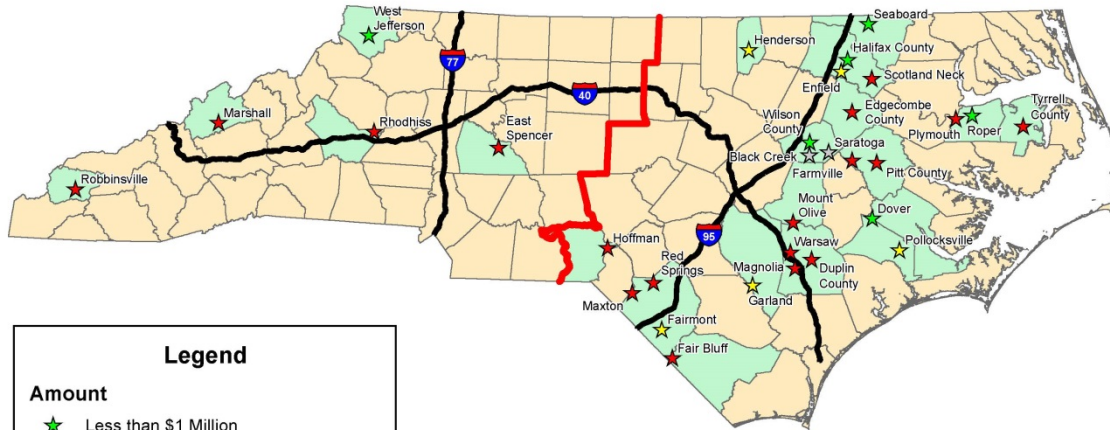 West
Jefferson
Seaboard
77
Henderson
Halifax County
Scotland Neck
Enfield
40
Marshall
Rhodhiss
East
Spencer
Wilson
County
Edgecombe
County
Tyrrell
County
Plymouth
Roper
Saratoga
Black Creek
Farmville
Pitt County
Robbinsville
Mount
Olive
Dover
Hoffman
95
Warsaw
Pollocksville
Red
Springs
Magnolia
Duplin
County
Garland
Maxton
Fairmont
Fair Bluff
Legend
Amount
Less than $1 Million